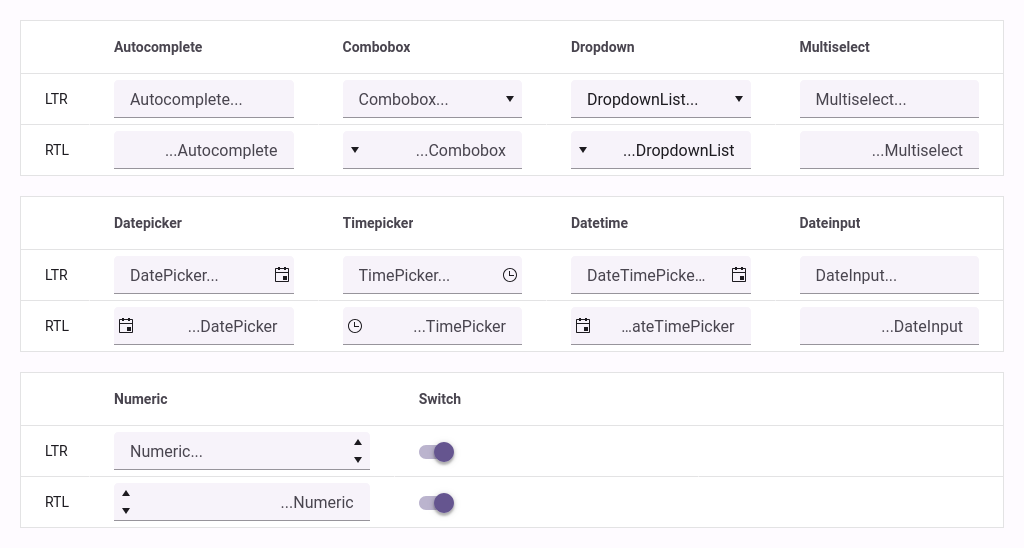 Autocomplete Combobox Dropdown Multiselect
LTR Autocomplete... Combobox... DropdownList... Multiselect...
RTL ...Autocomplete ...Combobox ...DropdownList ...Multiselect
Datepicker Timepicker Datetime Dateinput
LTR DatePicker... TimePicker... DateTimePicke... DateInput...
RTL ...DatePicker ...TimePicker ...ateTimePicker ...DateInput
Numeric Switch
LTR Numeric...
RTL ...Numeric